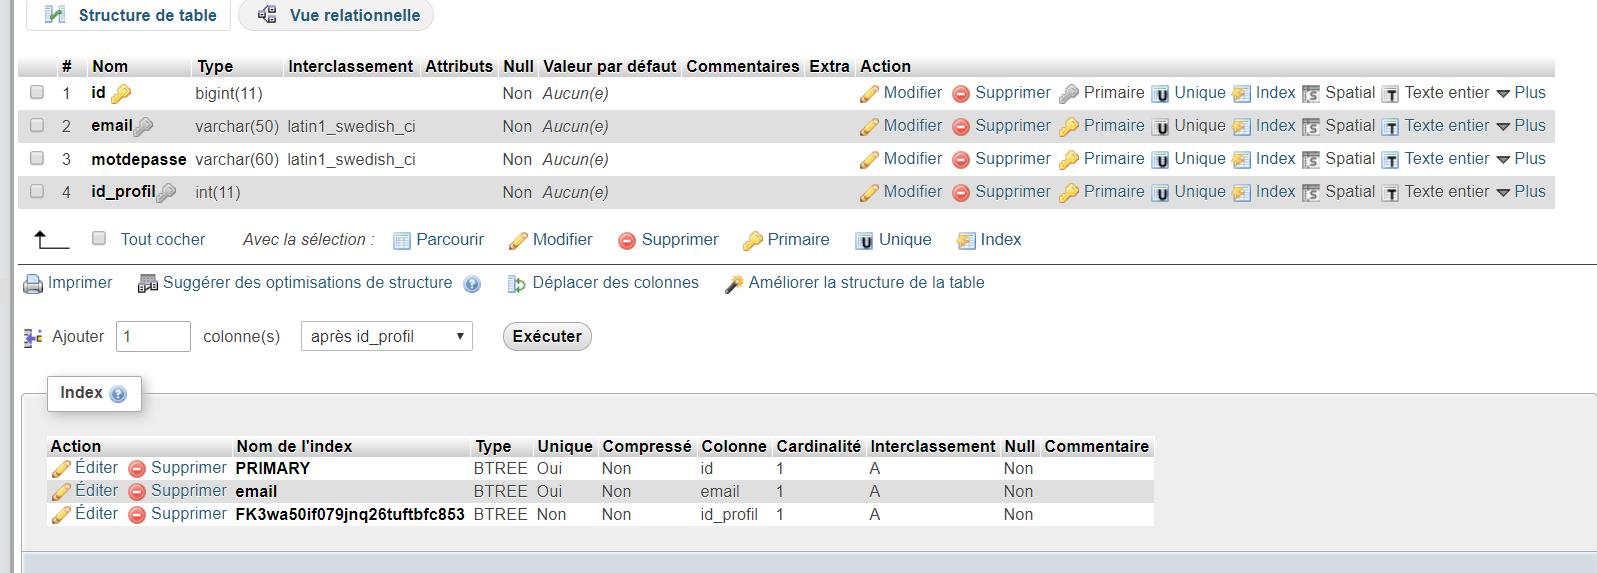 Structure de table Vue relationnelle
# Nom Type Interclassement Attributs Null Valeur par défaut Commentaires Extra Action
1 id bigint(11) Non Aucun(e) Modifier Supprimer Primaire Unique Index Spatial Texte entier Plus
2 email varchar(50) latin1_swedish_ci Non Aucun(e) Modifier Supprimer Primaire Unique Index Spatial Texte entier Plus
3 motdepasse varchar(60) latin1_swedish_ci Non Aucun(e) Modifier Supprimer Primaire Unique Index Spatial Texte entier Plus
4 id_profil int(11) Non Aucun(e) Modifier Supprimer Primaire Unique Index Spatial Texte entier Plus
Tout cocher Avec la sélection : Parcourir Modifier Supprimer Primaire Unique Index
Imprimer Suggérer des optimisations de structure Déplacer des colonnes Améliorer la structure de la table
Ajouter 1 colonne(s) après id_profil Exécuter
Index
Action Nom de l'index Type Unique Compressé Colonne Cardinalité Interclassement Null Commentaire
Éditer Supprimer PRIMARY BTREE Oui Non id 1 A Non
Éditer Supprimer email BTREE Oui Non email 1 A Non
Éditer Supprimer FK3wa50if079jnq26tuftbfc853 BTREE Non Non id_profil 1 A Non